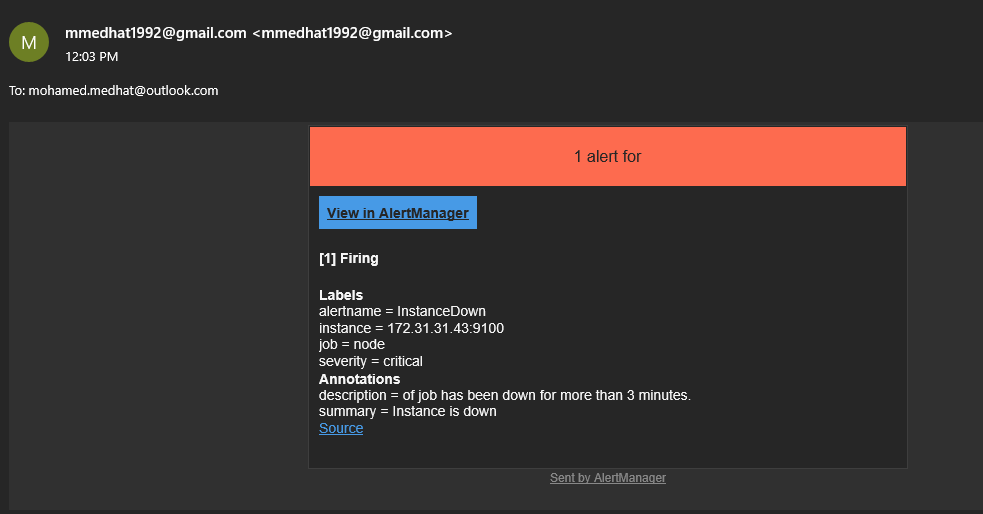 M
mmedhat1992@gmail.com <mmedhat1992@gmail.com>
12:03 PM
To: mohamed.medhat@outlook.com
1 alert for
View in AlertManager
[1] Firing
Labels
alertname = InstanceDown
instance = 172.31.31.43:9100
job = node
severity = critical
Annotations
description = of job has been down for more than 3 minutes.
summary = Instance is down
Source
Sent by AlertManager